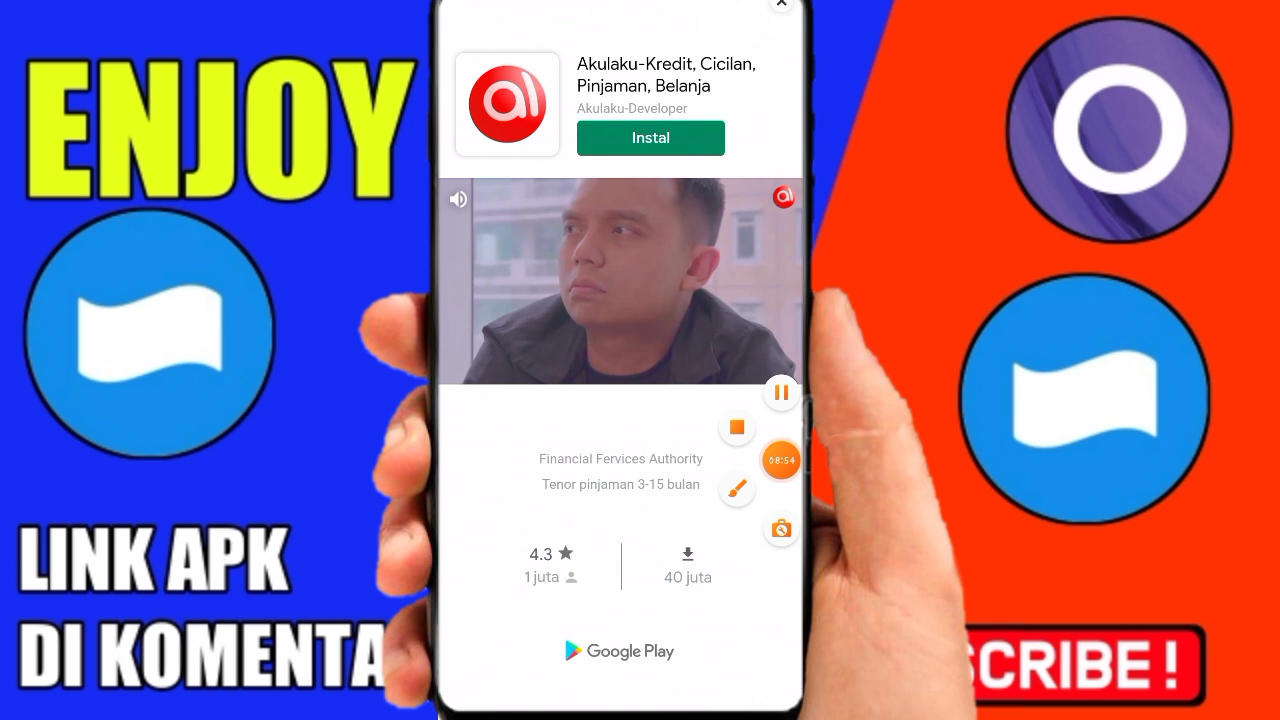 ENJOY
LINK APK
DI KOMENTA
Akulaku-Kredit, Cicilan,
Pinjaman, Belanja
Akulaku-Developer
Instal
Financial Fervices Authority
Tenor pinjaman 3-15 bulan
08:54
4.3
1 juta
40 juta
Google Play
SCRIBE !